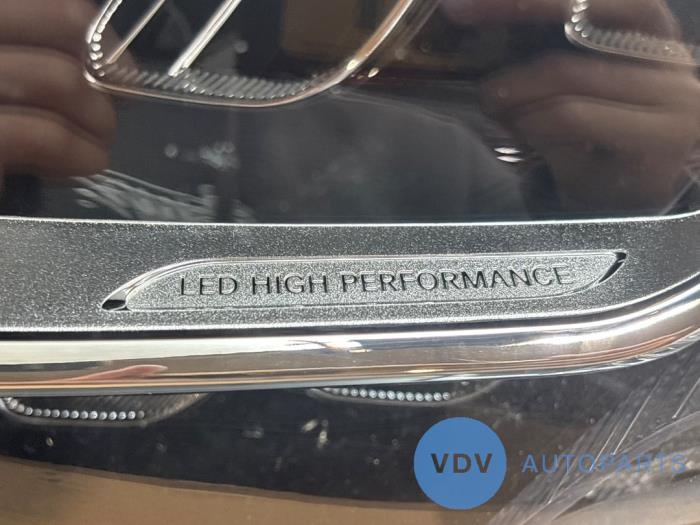 LED HIGH PERFORMANCE
VDV AUTOPARTS